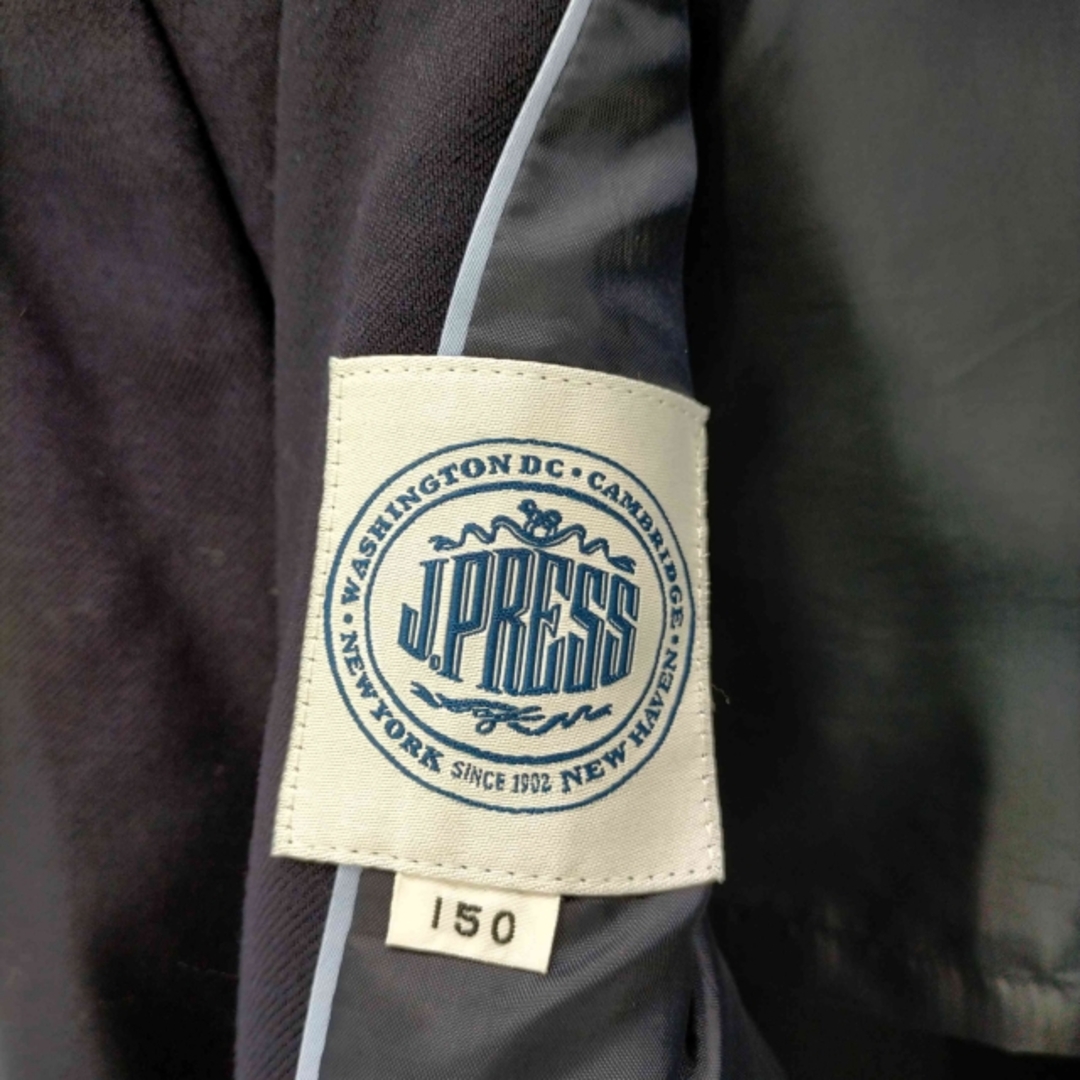 WASHINGTON DC • CAMBRIDGE •
J.PRESS
• NEW YORK SINCE 1902 NEW HAVEN
150